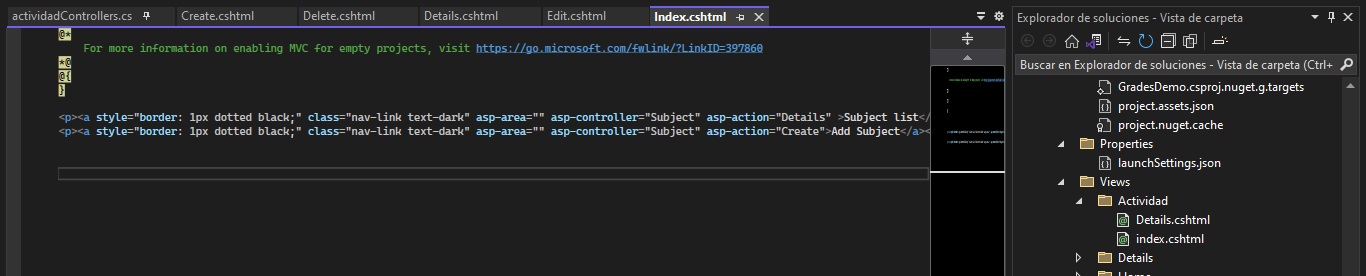 actividadControllers.cs Create.cshtml Delete.cshtml Details.cshtml Edit.cshtml Index.cshtml
@*
For more information on enabling MVC for empty projects, visit https://go.microsoft.com/fwlink/?LinkID=397860
*@
@{
}
<p><a style="border: 1px dotted black;" class="nav-link text-dark" asp-area="" asp-controller="Subject" asp-action="Details" >Subject list</
<p><a style="border: 1px dotted black;" class="nav-link text-dark" asp-area="" asp-controller="Subject" asp-action="Create">Add Subject</a><
Explorador de soluciones - Vista de carpeta
Buscar en Explorador de soluciones - Vista de carpeta (Ctrl+
GradesDemo.csproj.nuget.g.targets
project.assets.json
project.nuget.cache
Properties
launchSettings.json
Views
Actividad
Details.cshtml
index.cshtml
Details